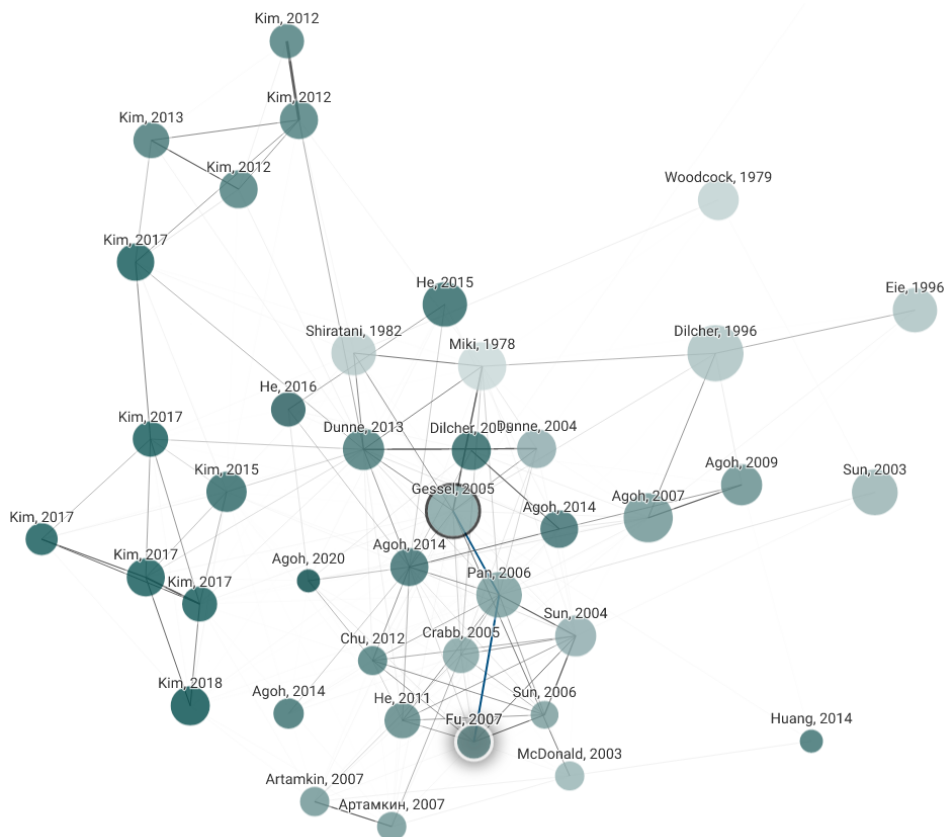 Kim, 2012
Kim, 2012
Kim, 2013
Kim, 2012
Woodcock, 1979
Kim, 2017
He, 2015
Eie, 1996
Shiratani, 1982
Dilcher, 1996
Miki, 1978
He, 2016
Kim, 2017
Dunne, 2013
Dilcher,
Dunne, 2004
Kim, 2015
Agoh, 2009
Sun, 2003
Gessel, 2005
Agoh, 2014
Agoh, 2007
Kim, 2017
Agoh, 2014
Kim, 2017
Agoh, 2020
Pan, 2006
Kim, 2017
Sun, 2004
Chu, 2012
Crabb, 2005
Kim, 2018
Agoh, 2014
He, 2011
Sun, 2006
Fu, 2007
Huang, 2014
McDonald, 2003
Artamkin, 2007
Артамкин, 2007